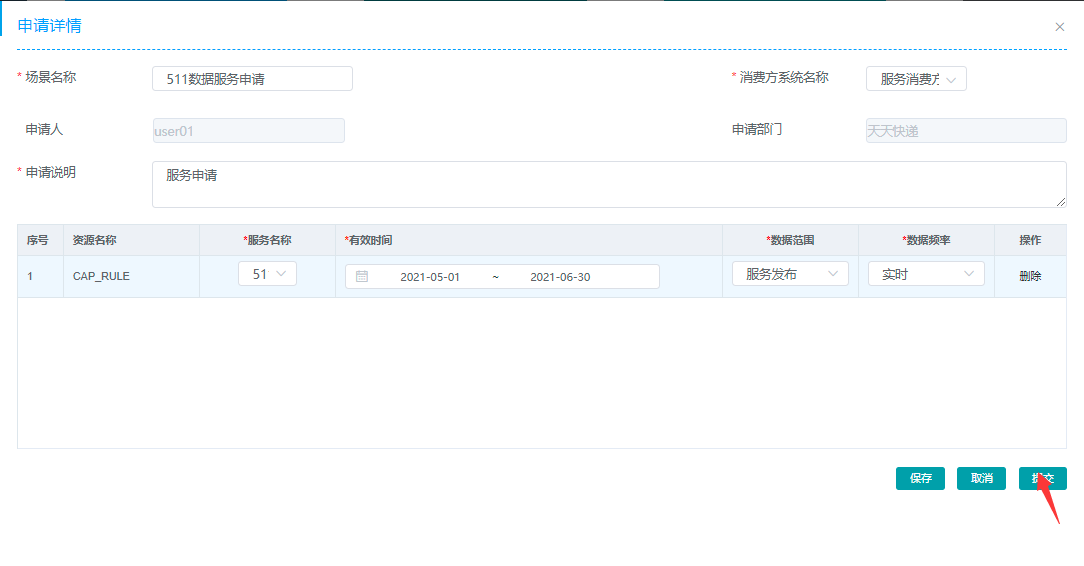 申请详情
* 场景名称 511数据服务申请 * 消费方系统名称 服务消费方
申请人 user01 申请部门 天天快递
* 申请说明 服务申请
序号 资源名称 *服务名称 *有效时间 *数据范围 *数据频率 操作
1 CAP_RULE 51 2021-05-01 ~ 2021-06-30 服务发布 实时 删除
保存 取消 提交